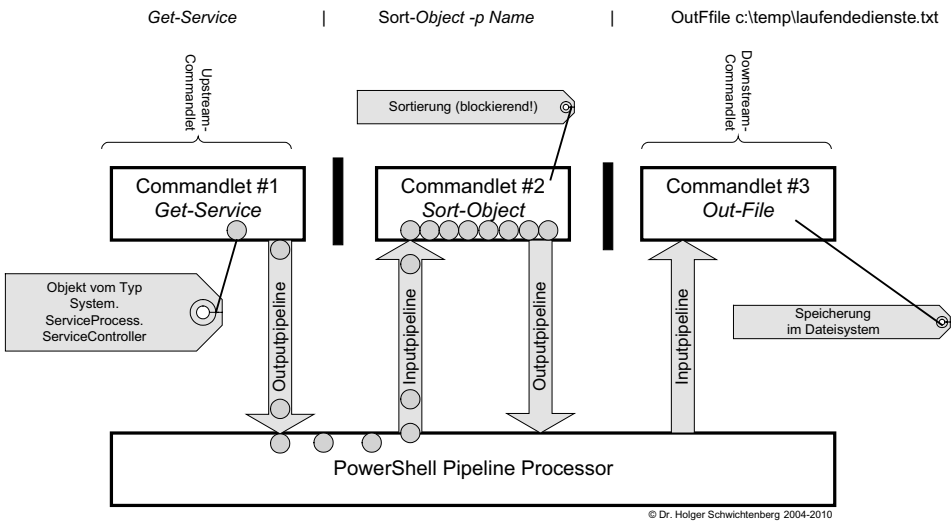 Get-Service | Sort-Object -p Name | OutFfile c:\temp\laufendedienste.txt
Upstream-
Commandlet
Sortierung (blockierend!)
Downstream-
Commandlet
Commandlet #1
Get-Service
Commandlet #2
Sort-Object
Commandlet #3
Out-File
Objekt vom Typ
System.
ServiceProcess.
ServiceController
Outputpipeline
Inputpipeline
Outputpipeline
Inputpipeline
Speicherung
im Dateisystem
PowerShell Pipeline Processor
© Dr. Holger Schwichtenberg 2004-2010